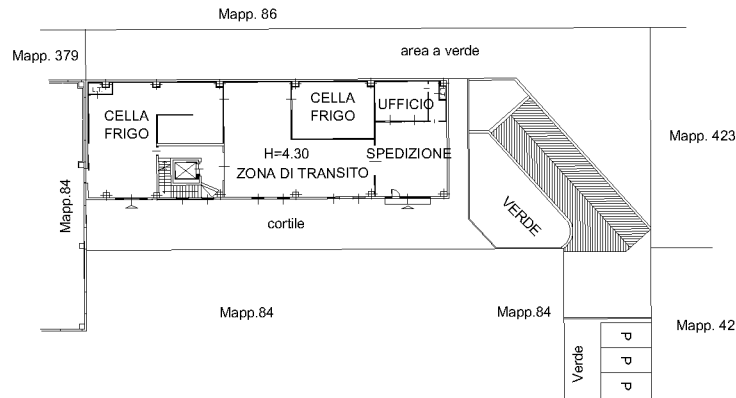 Mapp. 86
Mapp. 379
area a verde
CELLA
FRIGO
CELLA
FRIGO
UFFICIO
Mapp. 423
H=4.30
ZONA DI TRANSITO
SPEDIZIONE
Mapp.84
VERDE
cortile
Mapp.84
Mapp.84
Mapp. 42
Verde
P
P
P